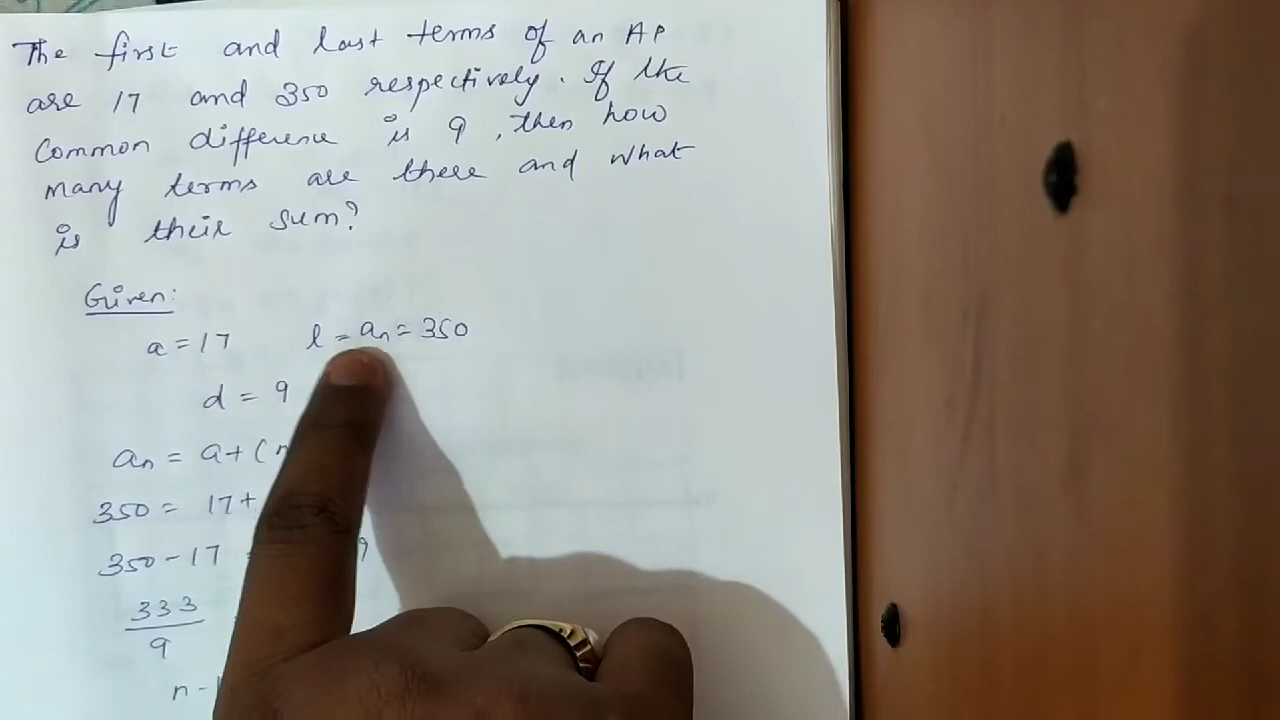 The first and last terms of an AP
are 17 and 350 respectively. If the
common difference is 9, then how
many terms are there and what
is their sum?
Given:
a = 17 l = an = 350
d = 9
an = a + (n
350 = 17 +
350 - 17 = 9
333
9
n -